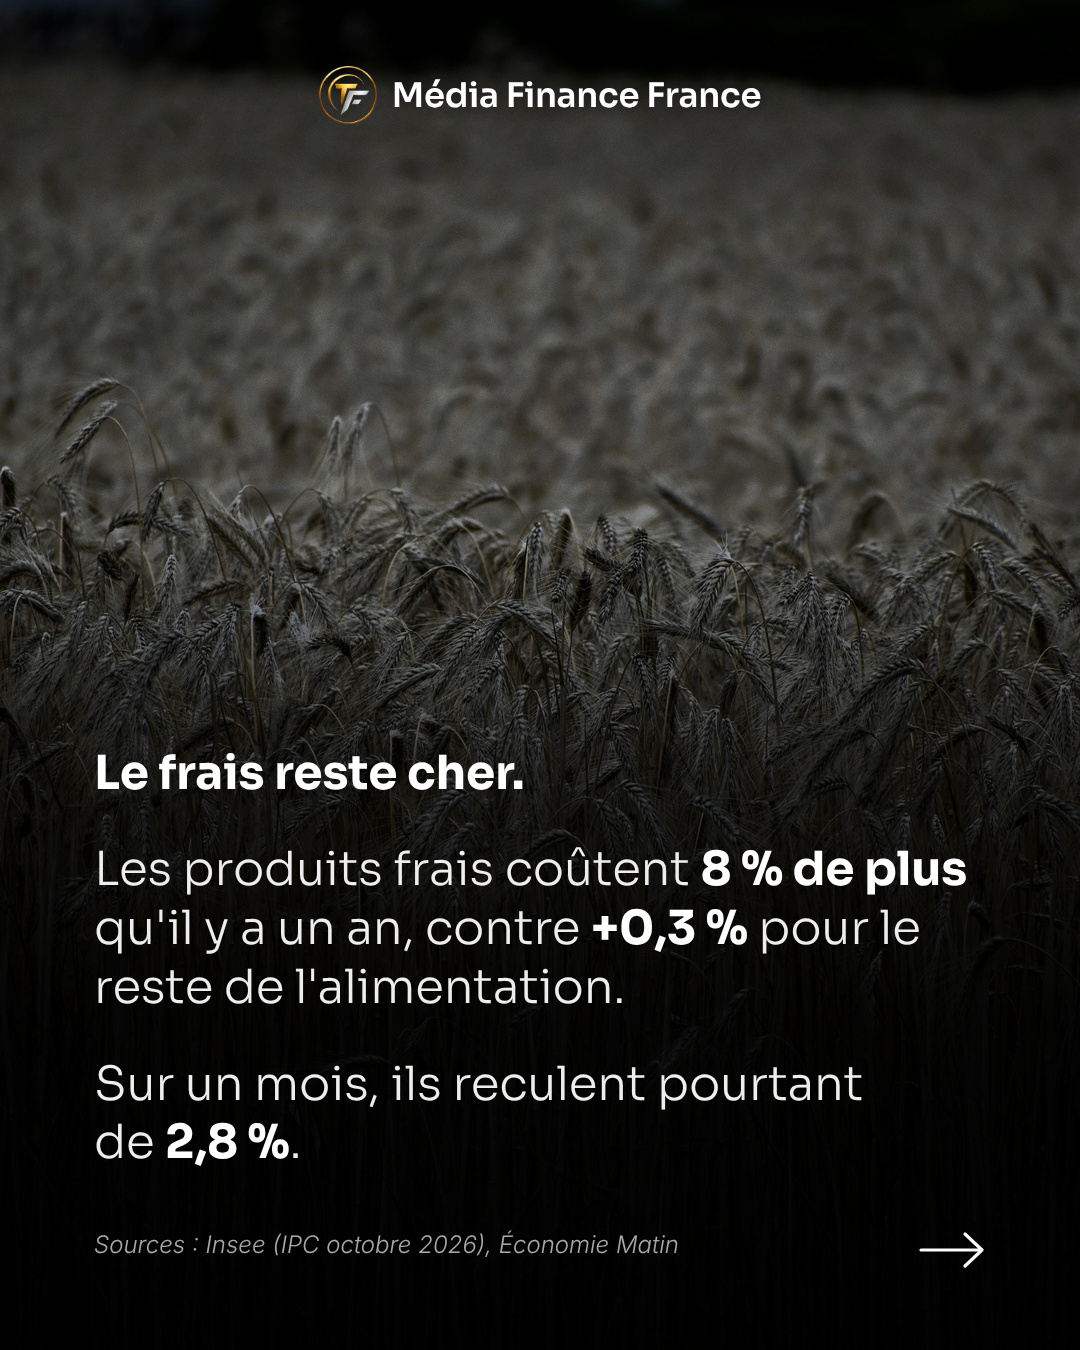 Média Finance France
Le frais reste cher.
Les produits frais coûtent 8 % de plus
qu'il y a un an, contre +0,3 % pour le
reste de l'alimentation.
Sur un mois, ils reculent pourtant
de 2,8 %.
Sources : Insee (IPC octobre 2026), Économie Matin